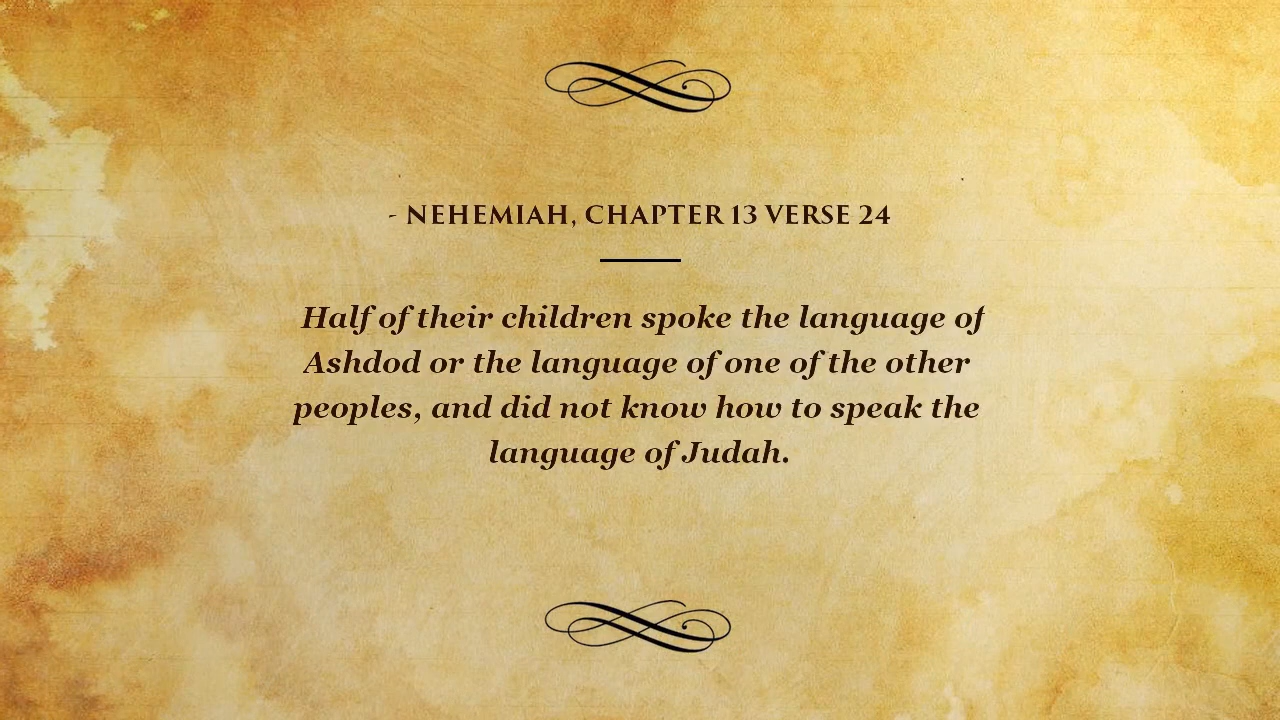 - NEHEMIAH, CHAPTER 13 VERSE 24
Half of their children spoke the language of
Ashdod or the language of one of the other
peoples, and did not know how to speak the
language of Judah.